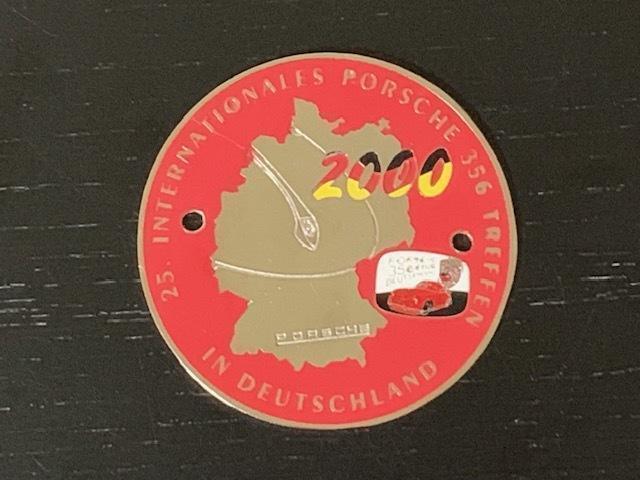 25. INTERNATIONALES PORSCHE 356 TREFFEN
2000
PORSCHE
IN DEUTSCHLAND